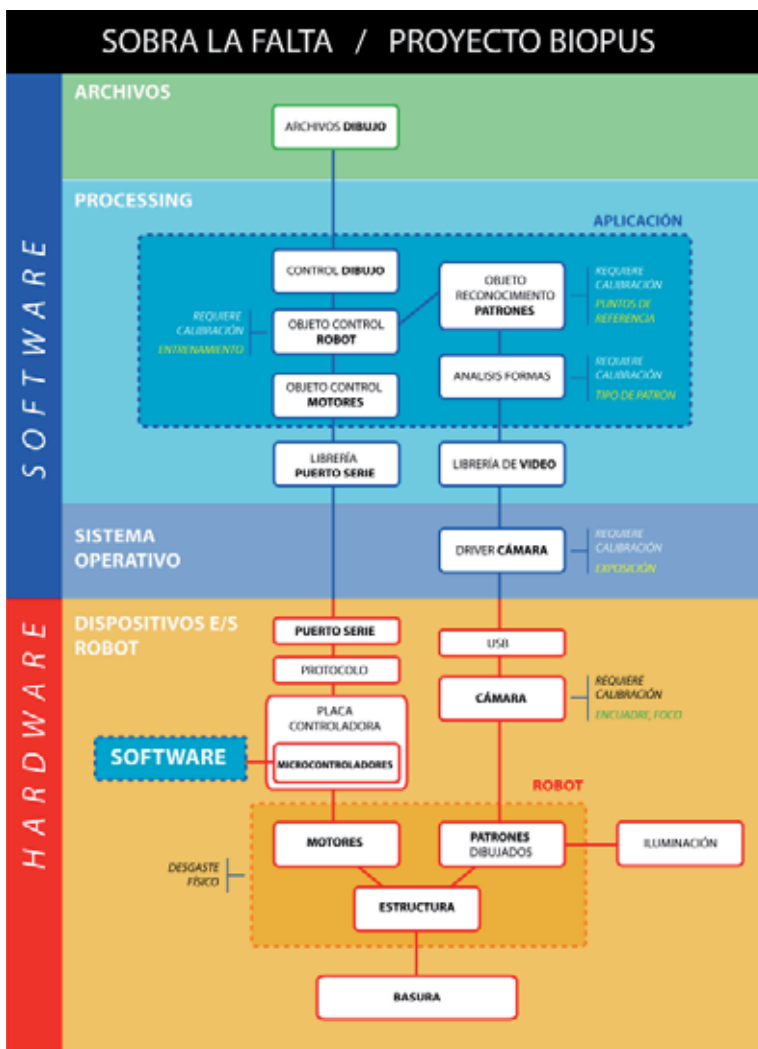 SOBRA LA FALTA / PROYECTO BIOPUS
SOFTWARE
ARCHIVOS
ARCHIVOS DIBUJO
PROCESSING
APLICACIÓN
CONTROL DIBUJO
REQUIERE
CALIBRACIÓN
ENTRENAMIENTO
OBJETO CONTROL
ROBOT
OBJETO
RECONOCIMIENTO
PATRONES
REQUIERE
CALIBRACIÓN
PUNTOS DE
REFERENCIA
OBJETO CONTROL
MOTORES
ANALISIS FORMAS
REQUIERE
CALIBRACIÓN
TIPO DE PATRÓN
LIBRERÍA
PUERTO SERIE
LIBRERÍA DE VIDEO
SISTEMA
OPERATIVO
DRIVER CÁMARA
REQUIERE
CALIBRACIÓN
EXPOSICIÓN
HARDWARE
DISPOSITIVOS E/S
ROBOT
PUERTO SERIE
USB
PROTOCOLO
CÁMARA
REQUIERE
CALIBRACIÓN
ENCUADRE, FOCO
PLACA
CONTROLADORA
MICROCONTROLADORES
SOFTWARE
ROBOT
MOTORES
PATRONES
DIBUJADOS
ILUMINACIÓN
DESGASTE
FÍSICO
ESTRUCTURA
BASURA